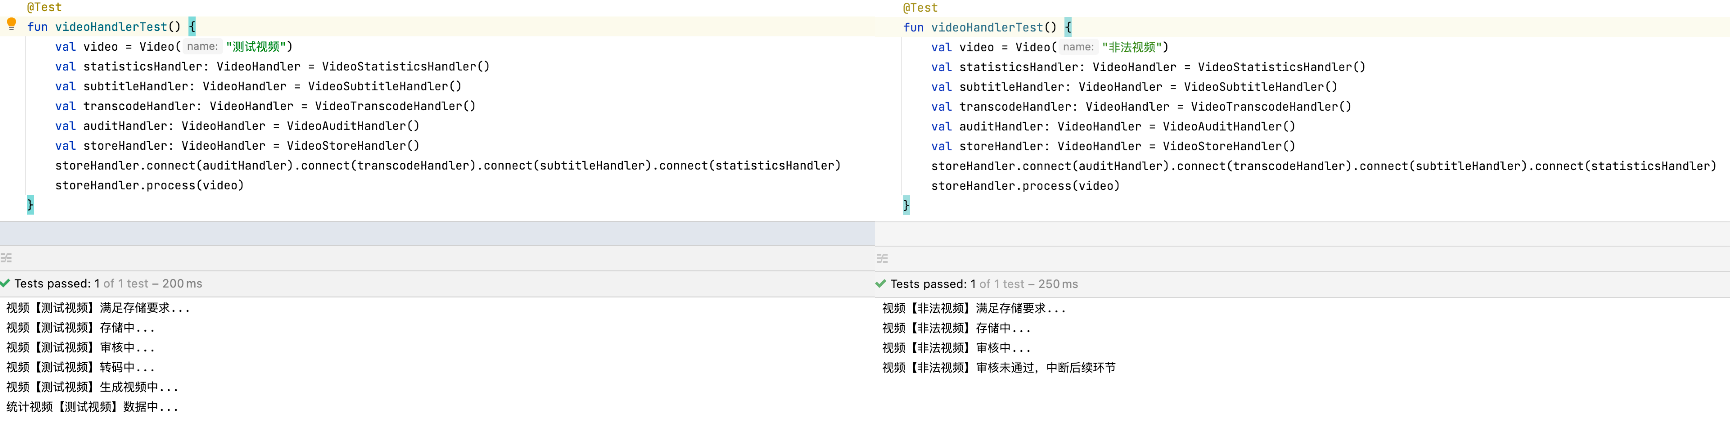 @Test
fun videoHandlerTest() {
val video = Video( name: "测试视频")
val statisticsHandler: VideoHandler = VideoStatisticsHandler()
val subtitleHandler: VideoHandler = VideoSubtitleHandler()
val transcodeHandler: VideoHandler = VideoTranscodeHandler()
val auditHandler: VideoHandler = VideoAuditHandler()
val storeHandler: VideoHandler = VideoStoreHandler()
storeHandler.connect(auditHandler).connect(transcodeHandler).connect(subtitleHandler).connect(statisticsHandler)
storeHandler.process(video)
}
Tests passed: 1 of 1 test – 200 ms
视频【测试视频】满足存储要求...
视频【测试视频】存储中...
视频【测试视频】审核中...
视频【测试视频】转码中...
视频【测试视频】生成视频中...
统计视频【测试视频】数据中...
@Test
fun videoHandlerTest() {
val video = Video( name: "非法视频")
val statisticsHandler: VideoHandler = VideoStatisticsHandler()
val subtitleHandler: VideoHandler = VideoSubtitleHandler()
val transcodeHandler: VideoHandler = VideoTranscodeHandler()
val auditHandler: VideoHandler = VideoAuditHandler()
val storeHandler: VideoHandler = VideoStoreHandler()
storeHandler.connect(auditHandler).connect(transcodeHandler).connect(subtitleHandler).connect(statisticsHandler)
storeHandler.process(video)
}
Tests passed: 1 of 1 test – 250 ms
视频【非法视频】满足存储要求...
视频【非法视频】存储中...
视频【非法视频】审核中...
视频【非法视频】审核未通过，中断后续环节